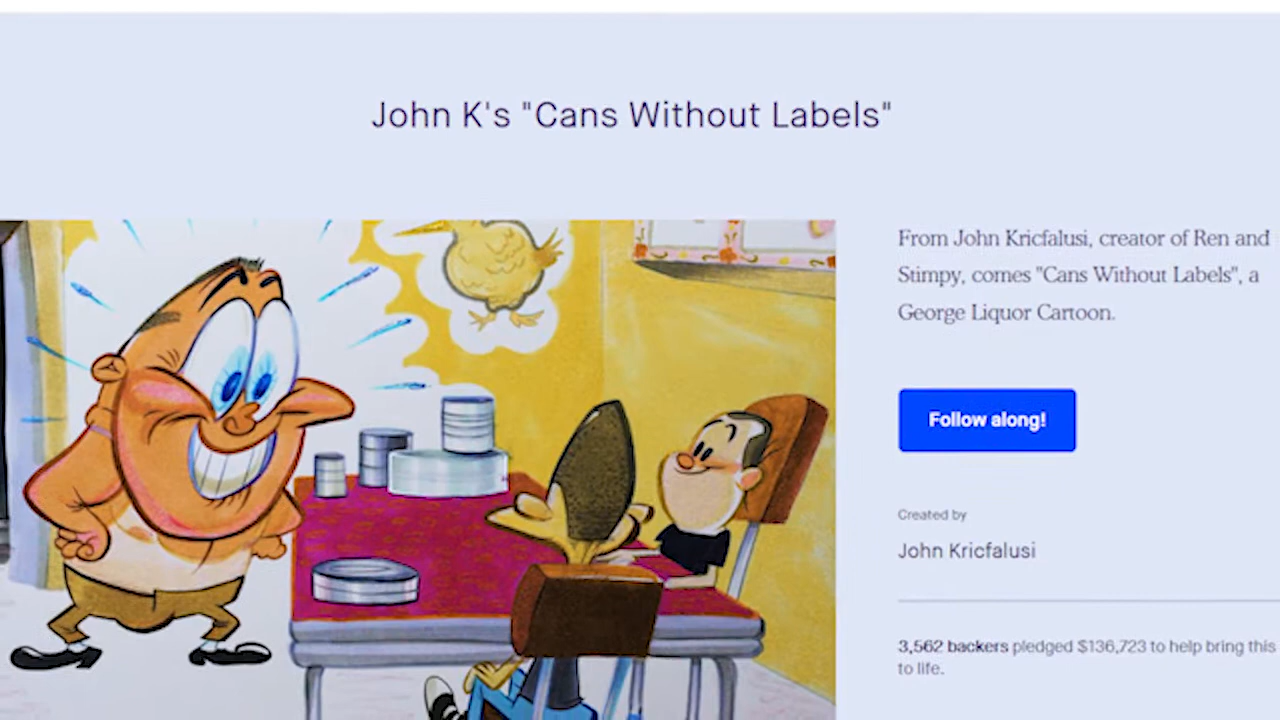 John K's "Cans Without Labels"
From John Kricfalusi, creator of Ren and
Stimpy, comes "Cans Without Labels", a
George Liquor Cartoon.
Follow along!
Created by
John Kricfalusi
3,562 backers pledged $136,723 to help bring this
to life.